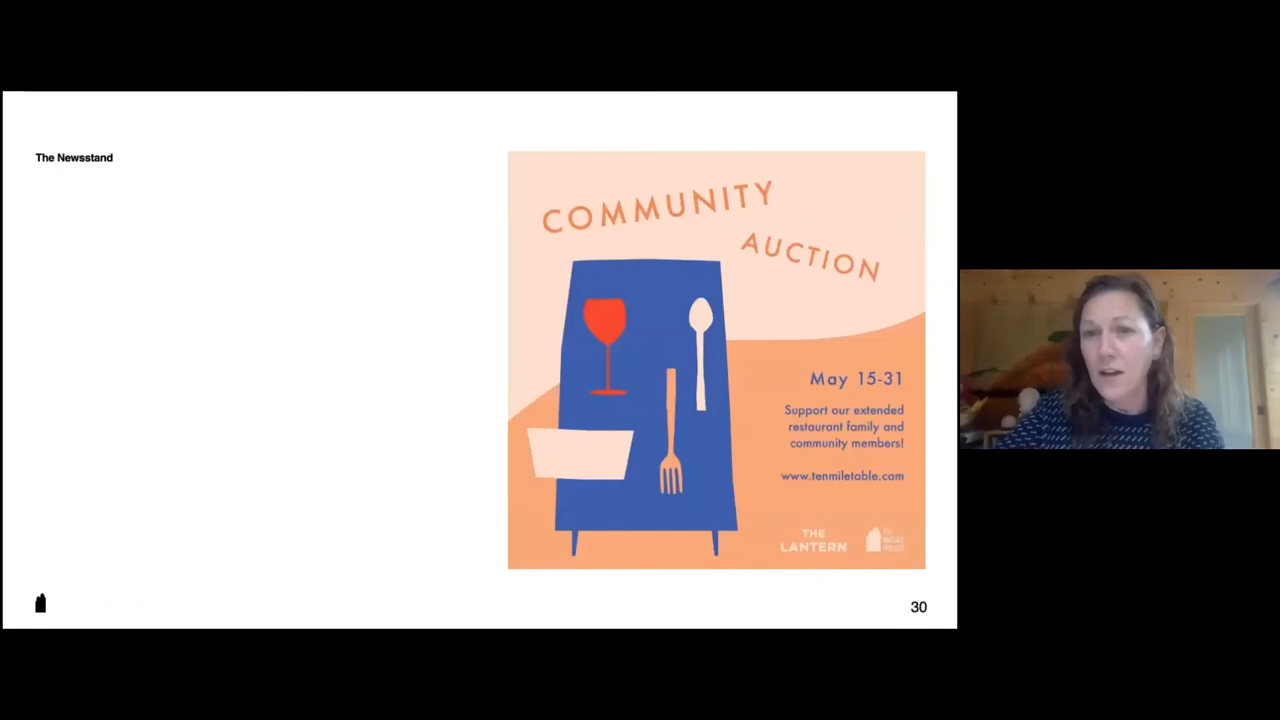 The Newsstand
COMMUNITY
AUCTION
May 15-31
Support our extended
restaurant family and
community members!
www.tenmiletable.com
THE
LANTERN
30